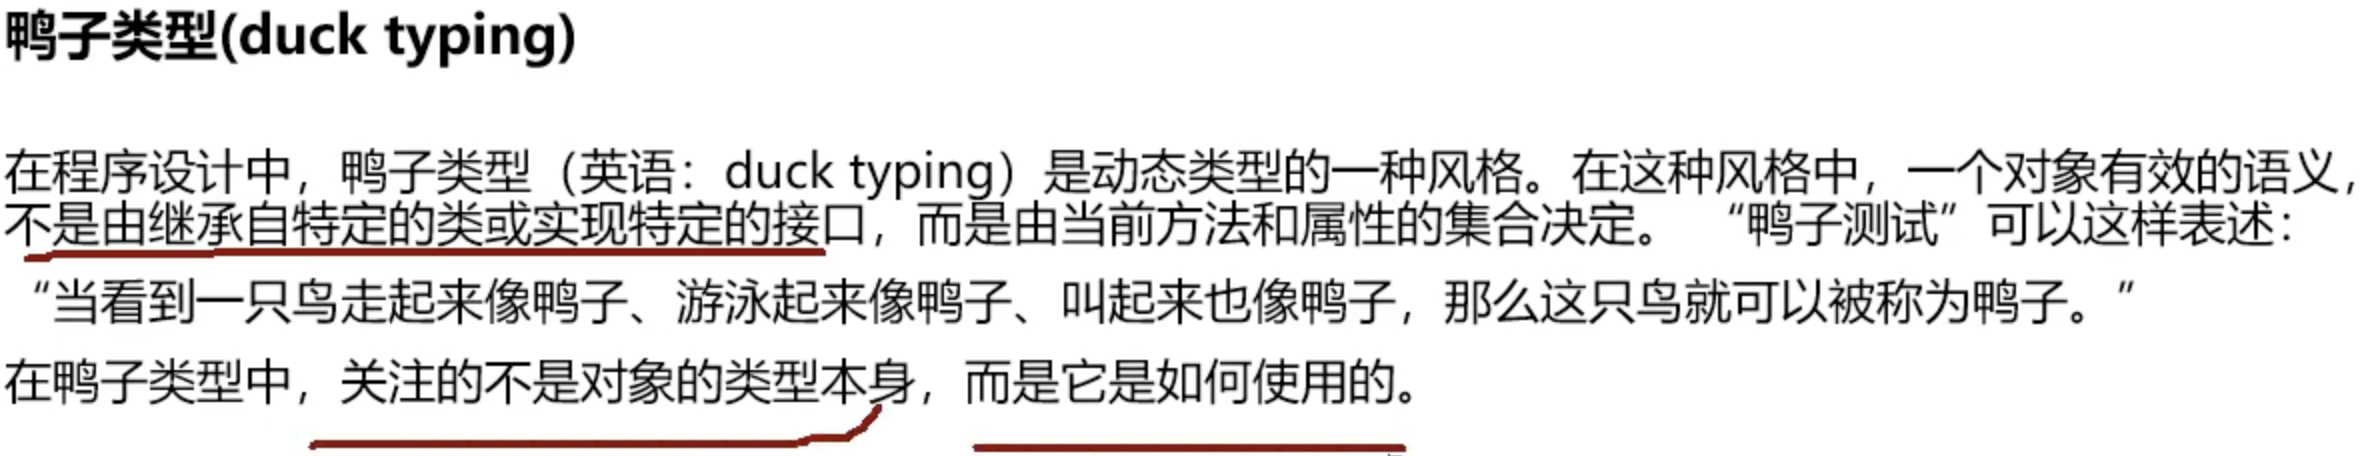 鸭子类型(duck typing)
在程序设计中，鸭子类型（英语：duck typing）是动态类型的一种风格。在这种风格中，一个对象有效的语义，
不是由继承自特定的类或实现特定的接口，而是由当前方法和属性的集合决定。 “鸭子测试”可以这样表述：
“当看到一只鸟走起来像鸭子、游泳起来像鸭子、叫起来也像鸭子，那么这只鸟就可以被称为鸭子。”
在鸭子类型中，关注的不是对象的类型本身，而是它是如何使用的。